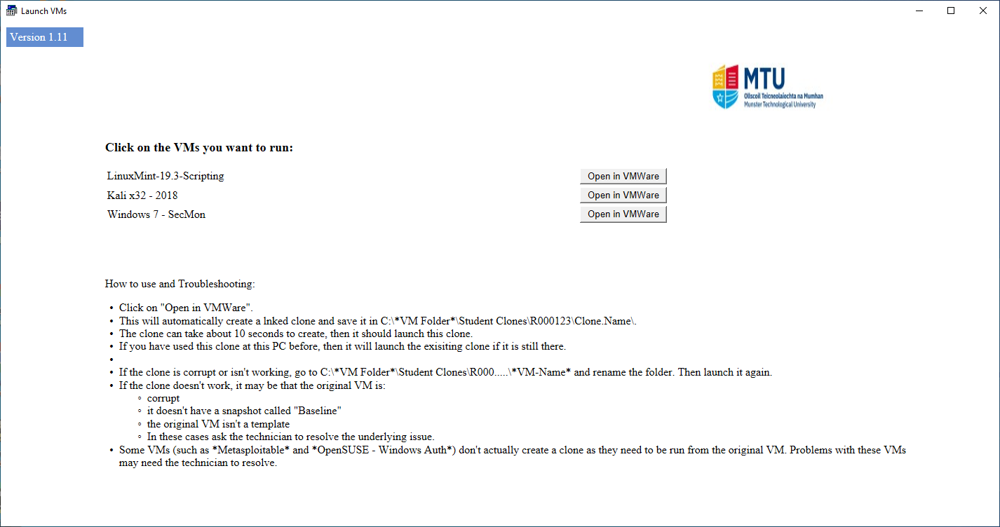 Launch VMs
Version 1.11
MTU
Ollscoil Teicneolaíochta na Mumhan
Munster Technological University
Click on the VMs you want to run:
LinuxMint-19.3-Scripting Open in VMWare
Kali x32 - 2018 Open in VMWare
Windows 7 - SecMon Open in VMWare
How to use and Troubleshooting:
• Click on "Open in VMWare".
• This will automatically create a lnked clone and save it in C:\*VM Folder*\Student Clones\R000123\Clone.Name\.
• The clone can take about 10 seconds to create, then it should launch this clone.
• If you have used this clone at this PC before, then it will launch the exisiting clone if it is still there.
•
• If the clone is corrupt or isn't working, go to C:\*VM Folder*\Student Clones\R000.....\*VM-Name* and rename the folder. Then launch it again.
• If the clone doesn't work, it may be that the original VM is:
◦ corrupt
◦ it doesn't have a snapshot called "Baseline"
◦ the original VM isn't a template
◦ In these cases ask the technician to resolve the underlying issue.
• Some VMs (such as *Metasploitable* and *OpenSUSE - Windows Auth*) don't actually create a clone as they need to be run from the original VM. Problems with these VMs
may need the technician to resolve.